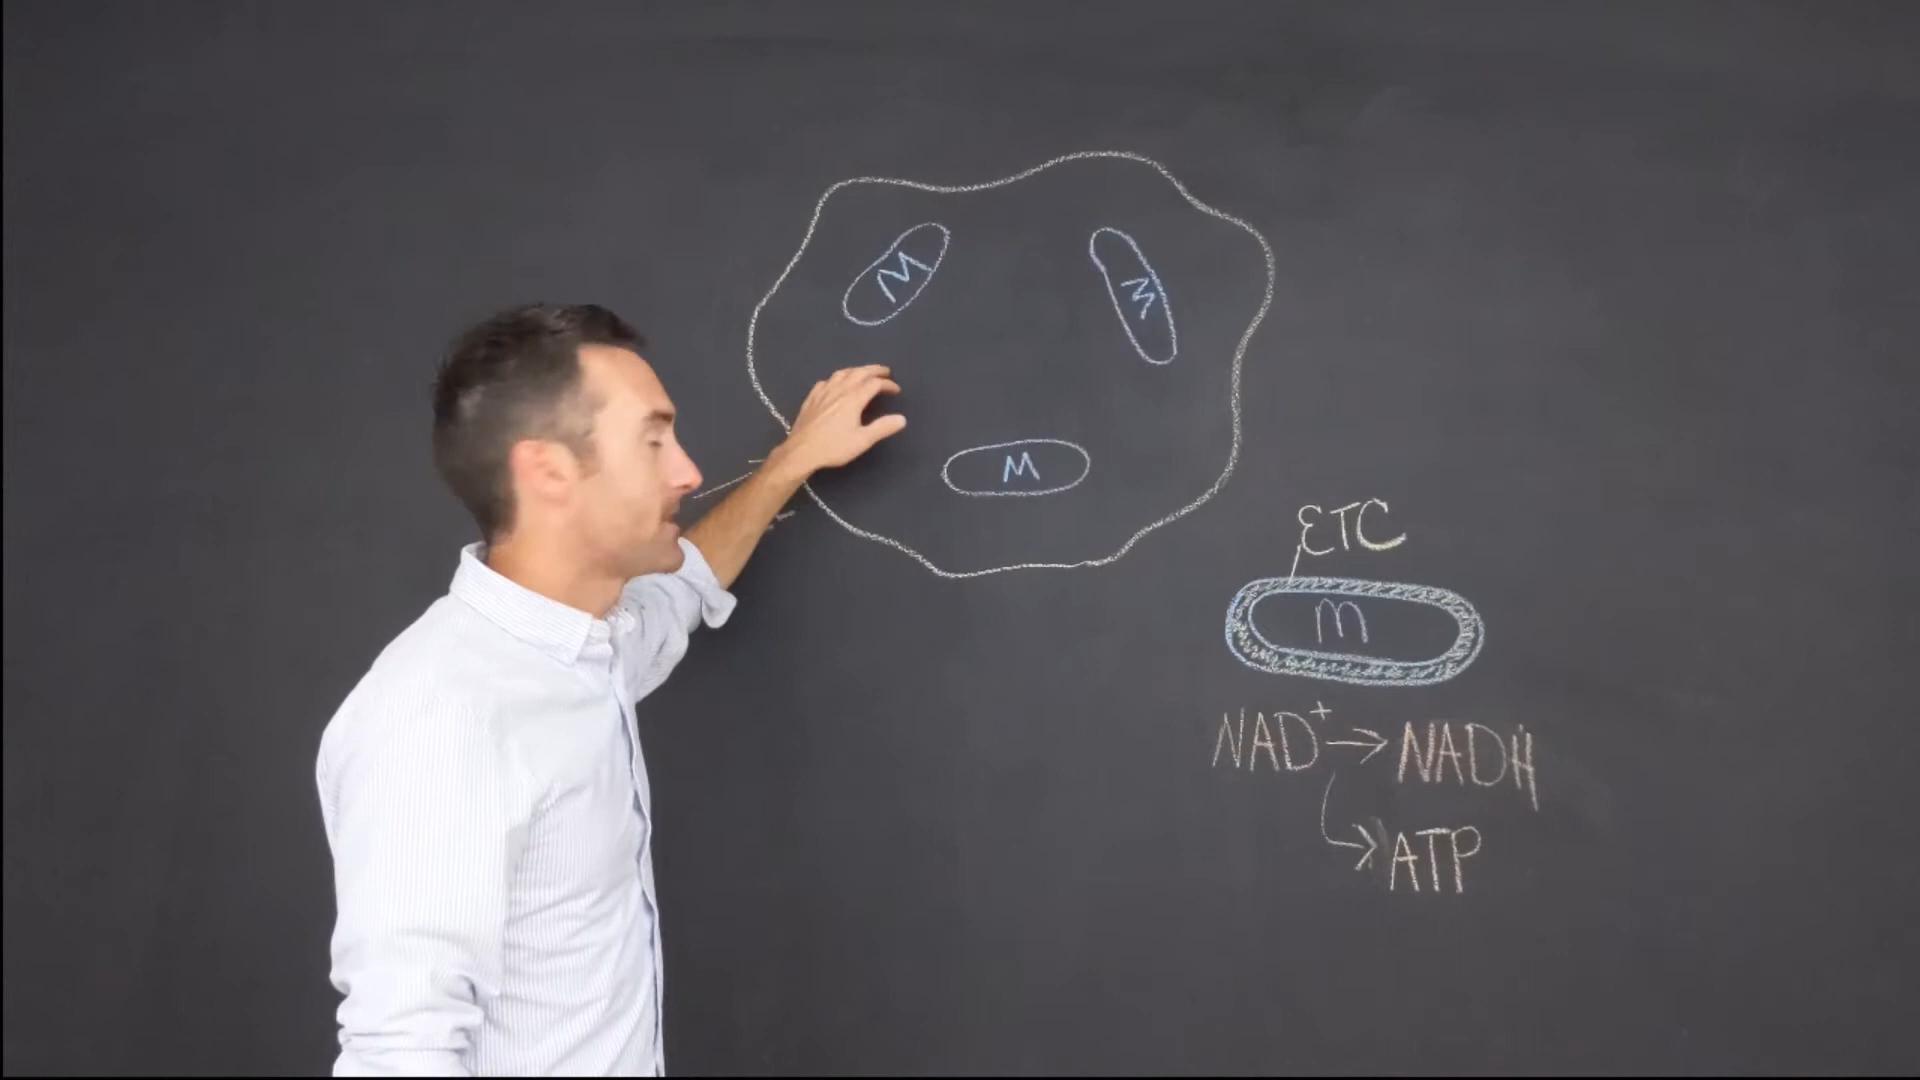 M
M
M
ETC
M
NAD+ → NADH
→ ATP